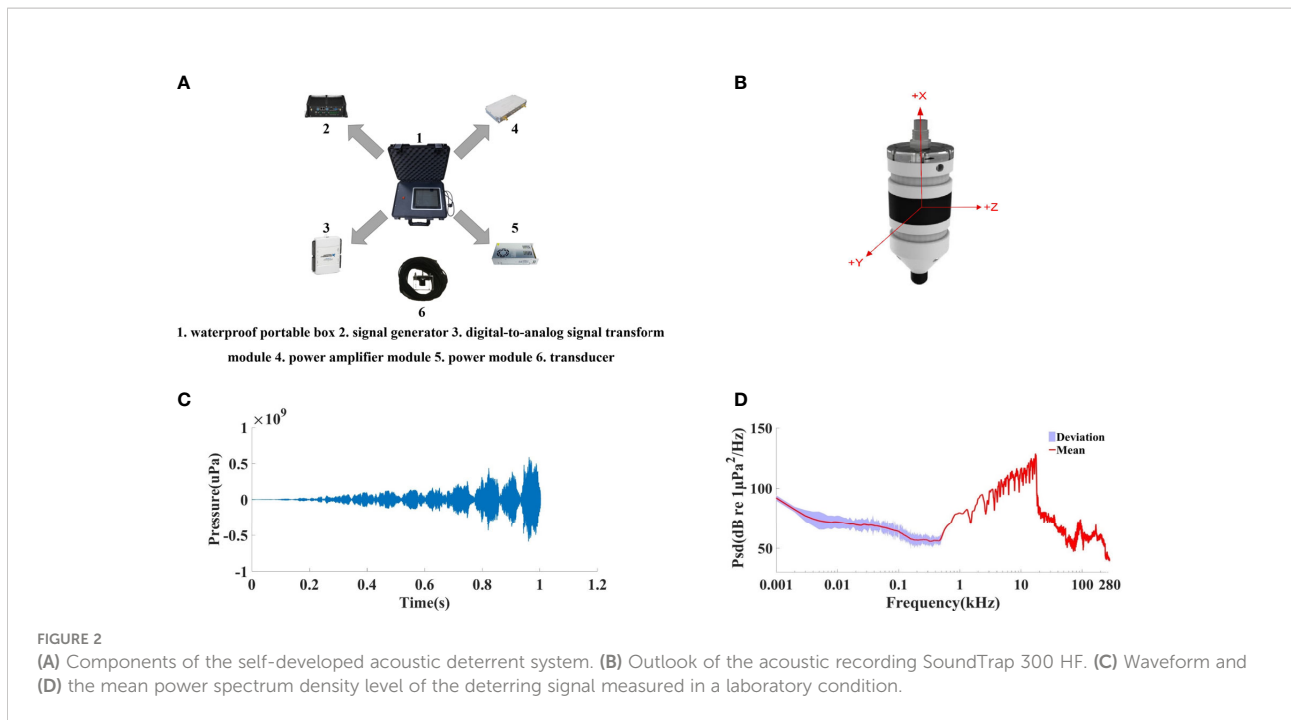 A
B
1
2
4
3
5
6
+X
+Z
+Y
1. waterproof portable box 2. signal generator 3. digital-to-analog signal transform
module 4. power amplifier module 5. power module 6. transducer
C
×10⁹
1
0.5
0
-0.5
-1
Pressure(uPa)
0 0.2 0.4 0.6 0.8 1 1.2
Time(s)
D
150
100
50
Psd(dB re 1μPa²/Hz)
Deviation
Mean
0.001 0.01 0.1 1 10 100 280
Frequency(kHz)
FIGURE 2
(A) Components of the self-developed acoustic deterrent system. (B) Outlook of the acoustic recording SoundTrap 300 HF. (C) Waveform and
(D) the mean power spectrum density level of the deterring signal measured in a laboratory condition.